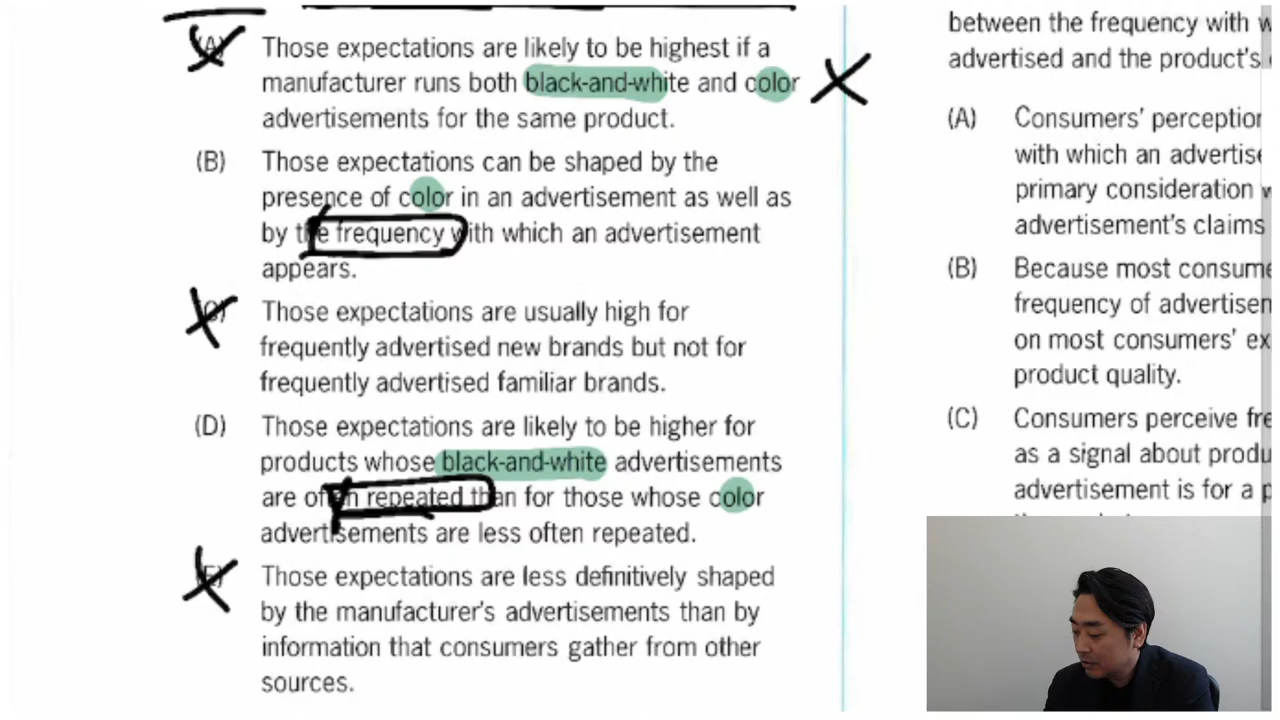 (A) Those expectations are likely to be highest if a
manufacturer runs both black-and-white and color
advertisements for the same product.
(B) Those expectations can be shaped by the
presence of color in an advertisement as well as
by the frequency with which an advertisement
appears.
(C) Those expectations are usually high for
frequently advertised new brands but not for
frequently advertised familiar brands.
(D) Those expectations are likely to be higher for
products whose black-and-white advertisements
are often repeated than for those whose color
advertisements are less often repeated.
(E) Those expectations are less definitively shaped
by the manufacturer's advertisements than by
information that consumers gather from other
sources.
between the frequency with
advertised and the product's
(A) Consumers' perception
with which an
primary consideration
advertisement's claims
(B) Because most
frequency of
on most consumers'
product quality.
(C) Consumers perceive
as a signal about
advertisement is for a